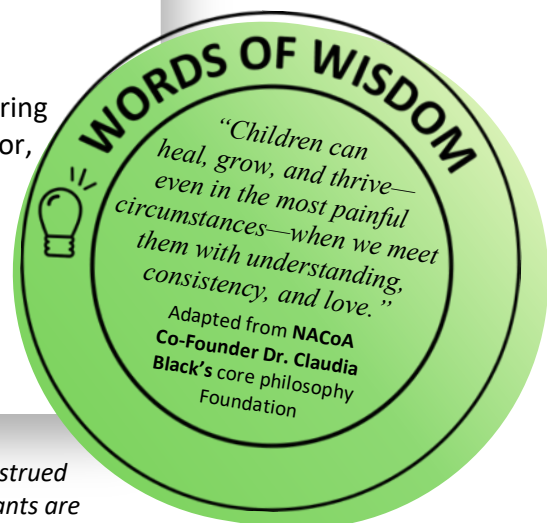 ring
or,
WORDS OF WISDOM
“Children can
heal, grow, and thrive—
even in the most painful
circumstances—when we meet
them with understanding,
consistency, and love.”
Adapted from NACoA
Co-Founder Dr. Claudia
Black’s core philosophy
Foundation
strued
ants are